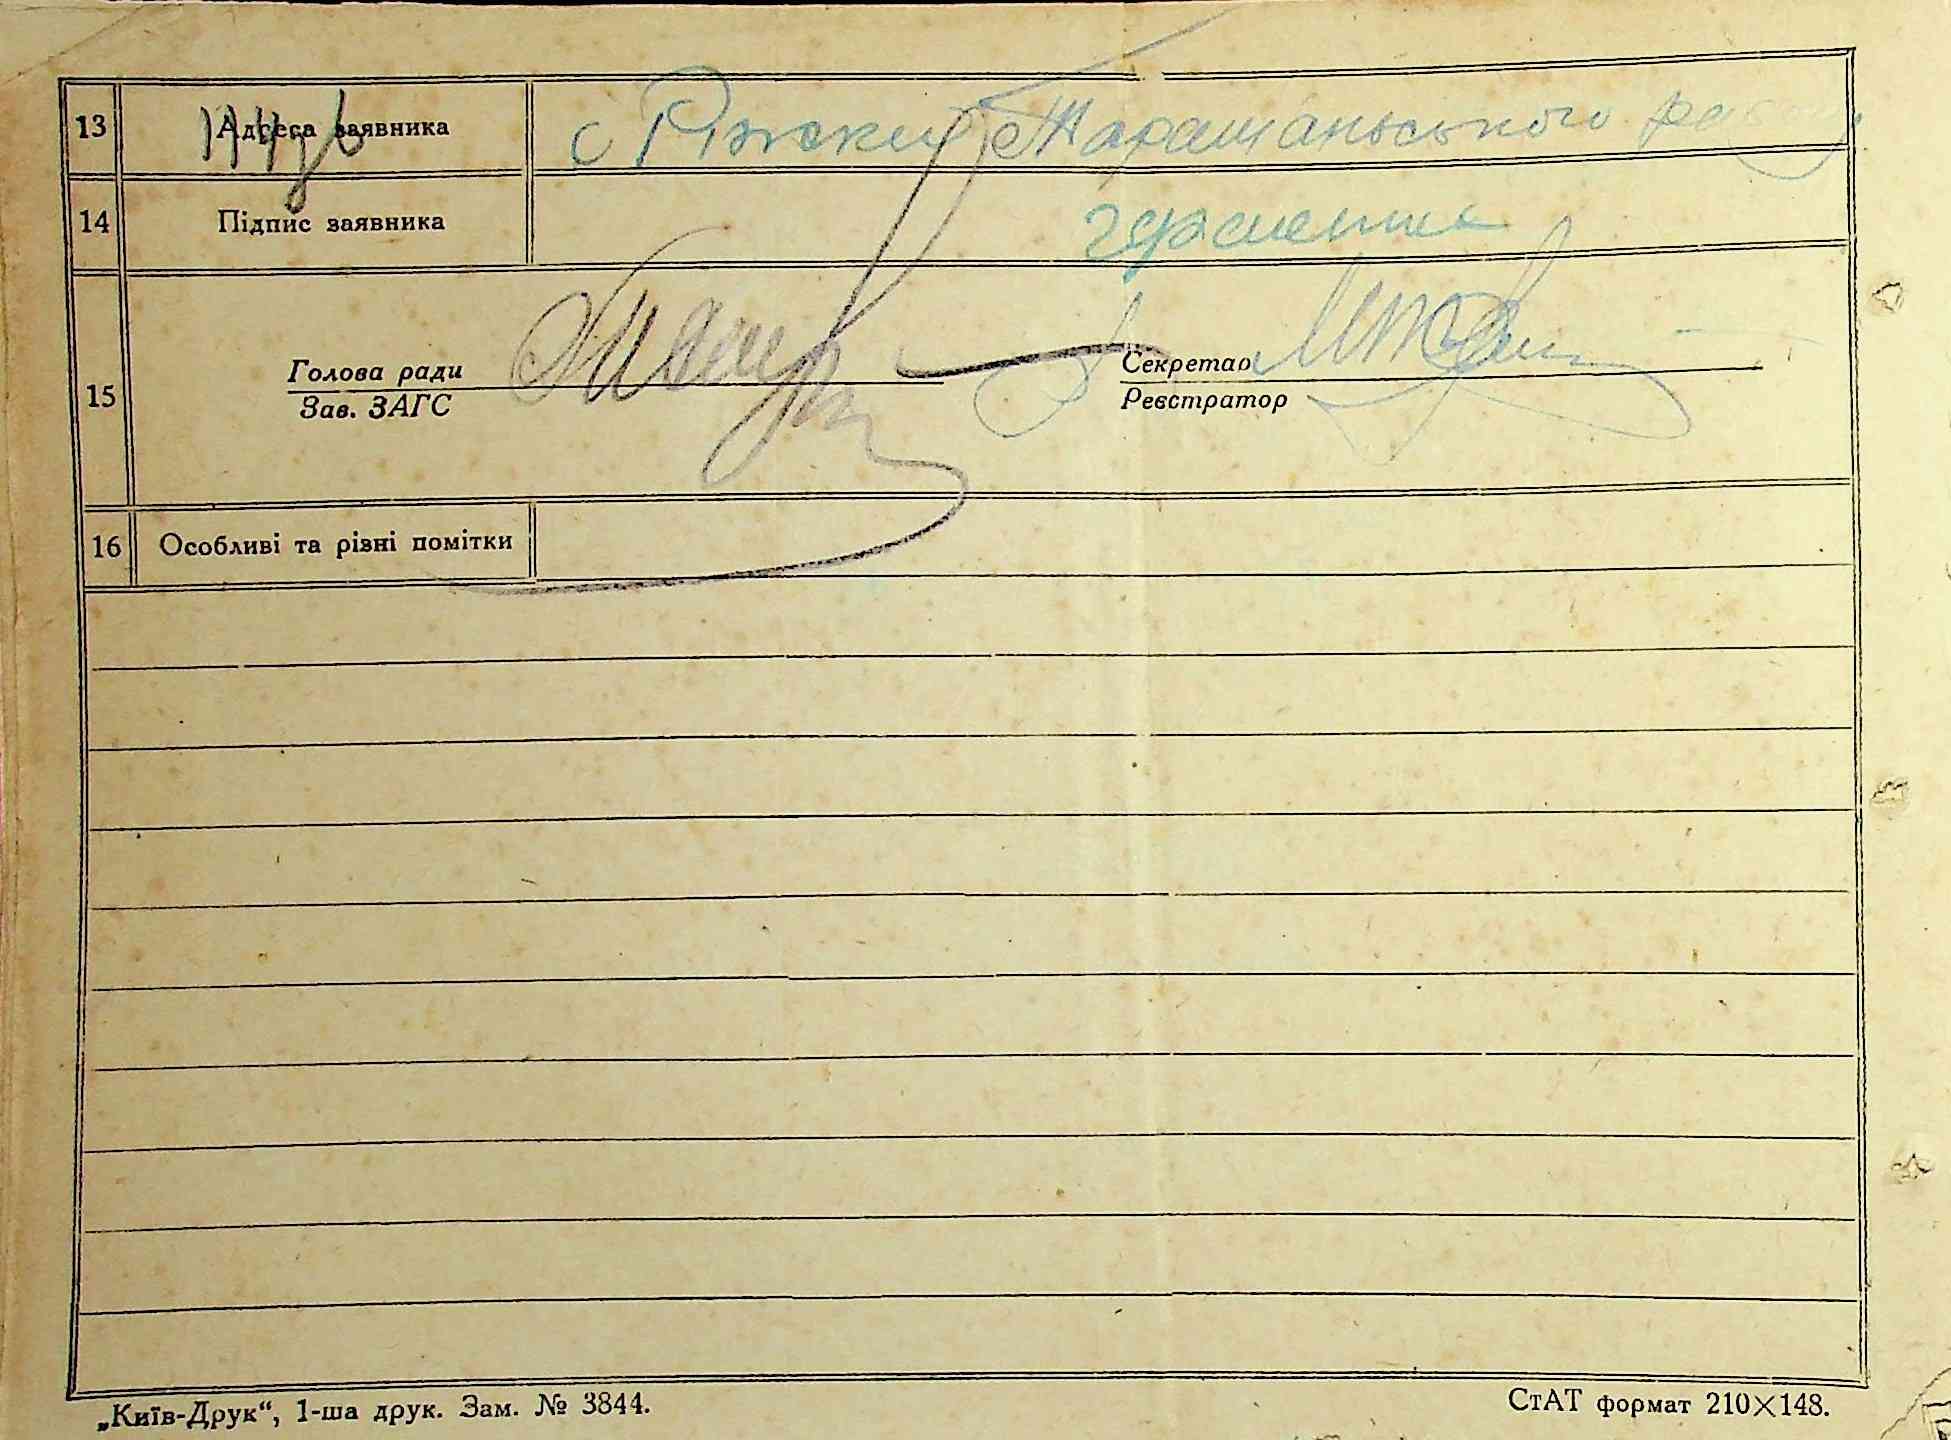 13 Адреса заявника с Ріжки Таращанського району
14 Підпис заявника
15 Голова ради Секретар
Зав. ЗАГС Реєстратор
16 Особливі та різні помітки
„Київ-Друк“, 1-ша друк. Зам. № 3844. СтАТ формат 210×148.